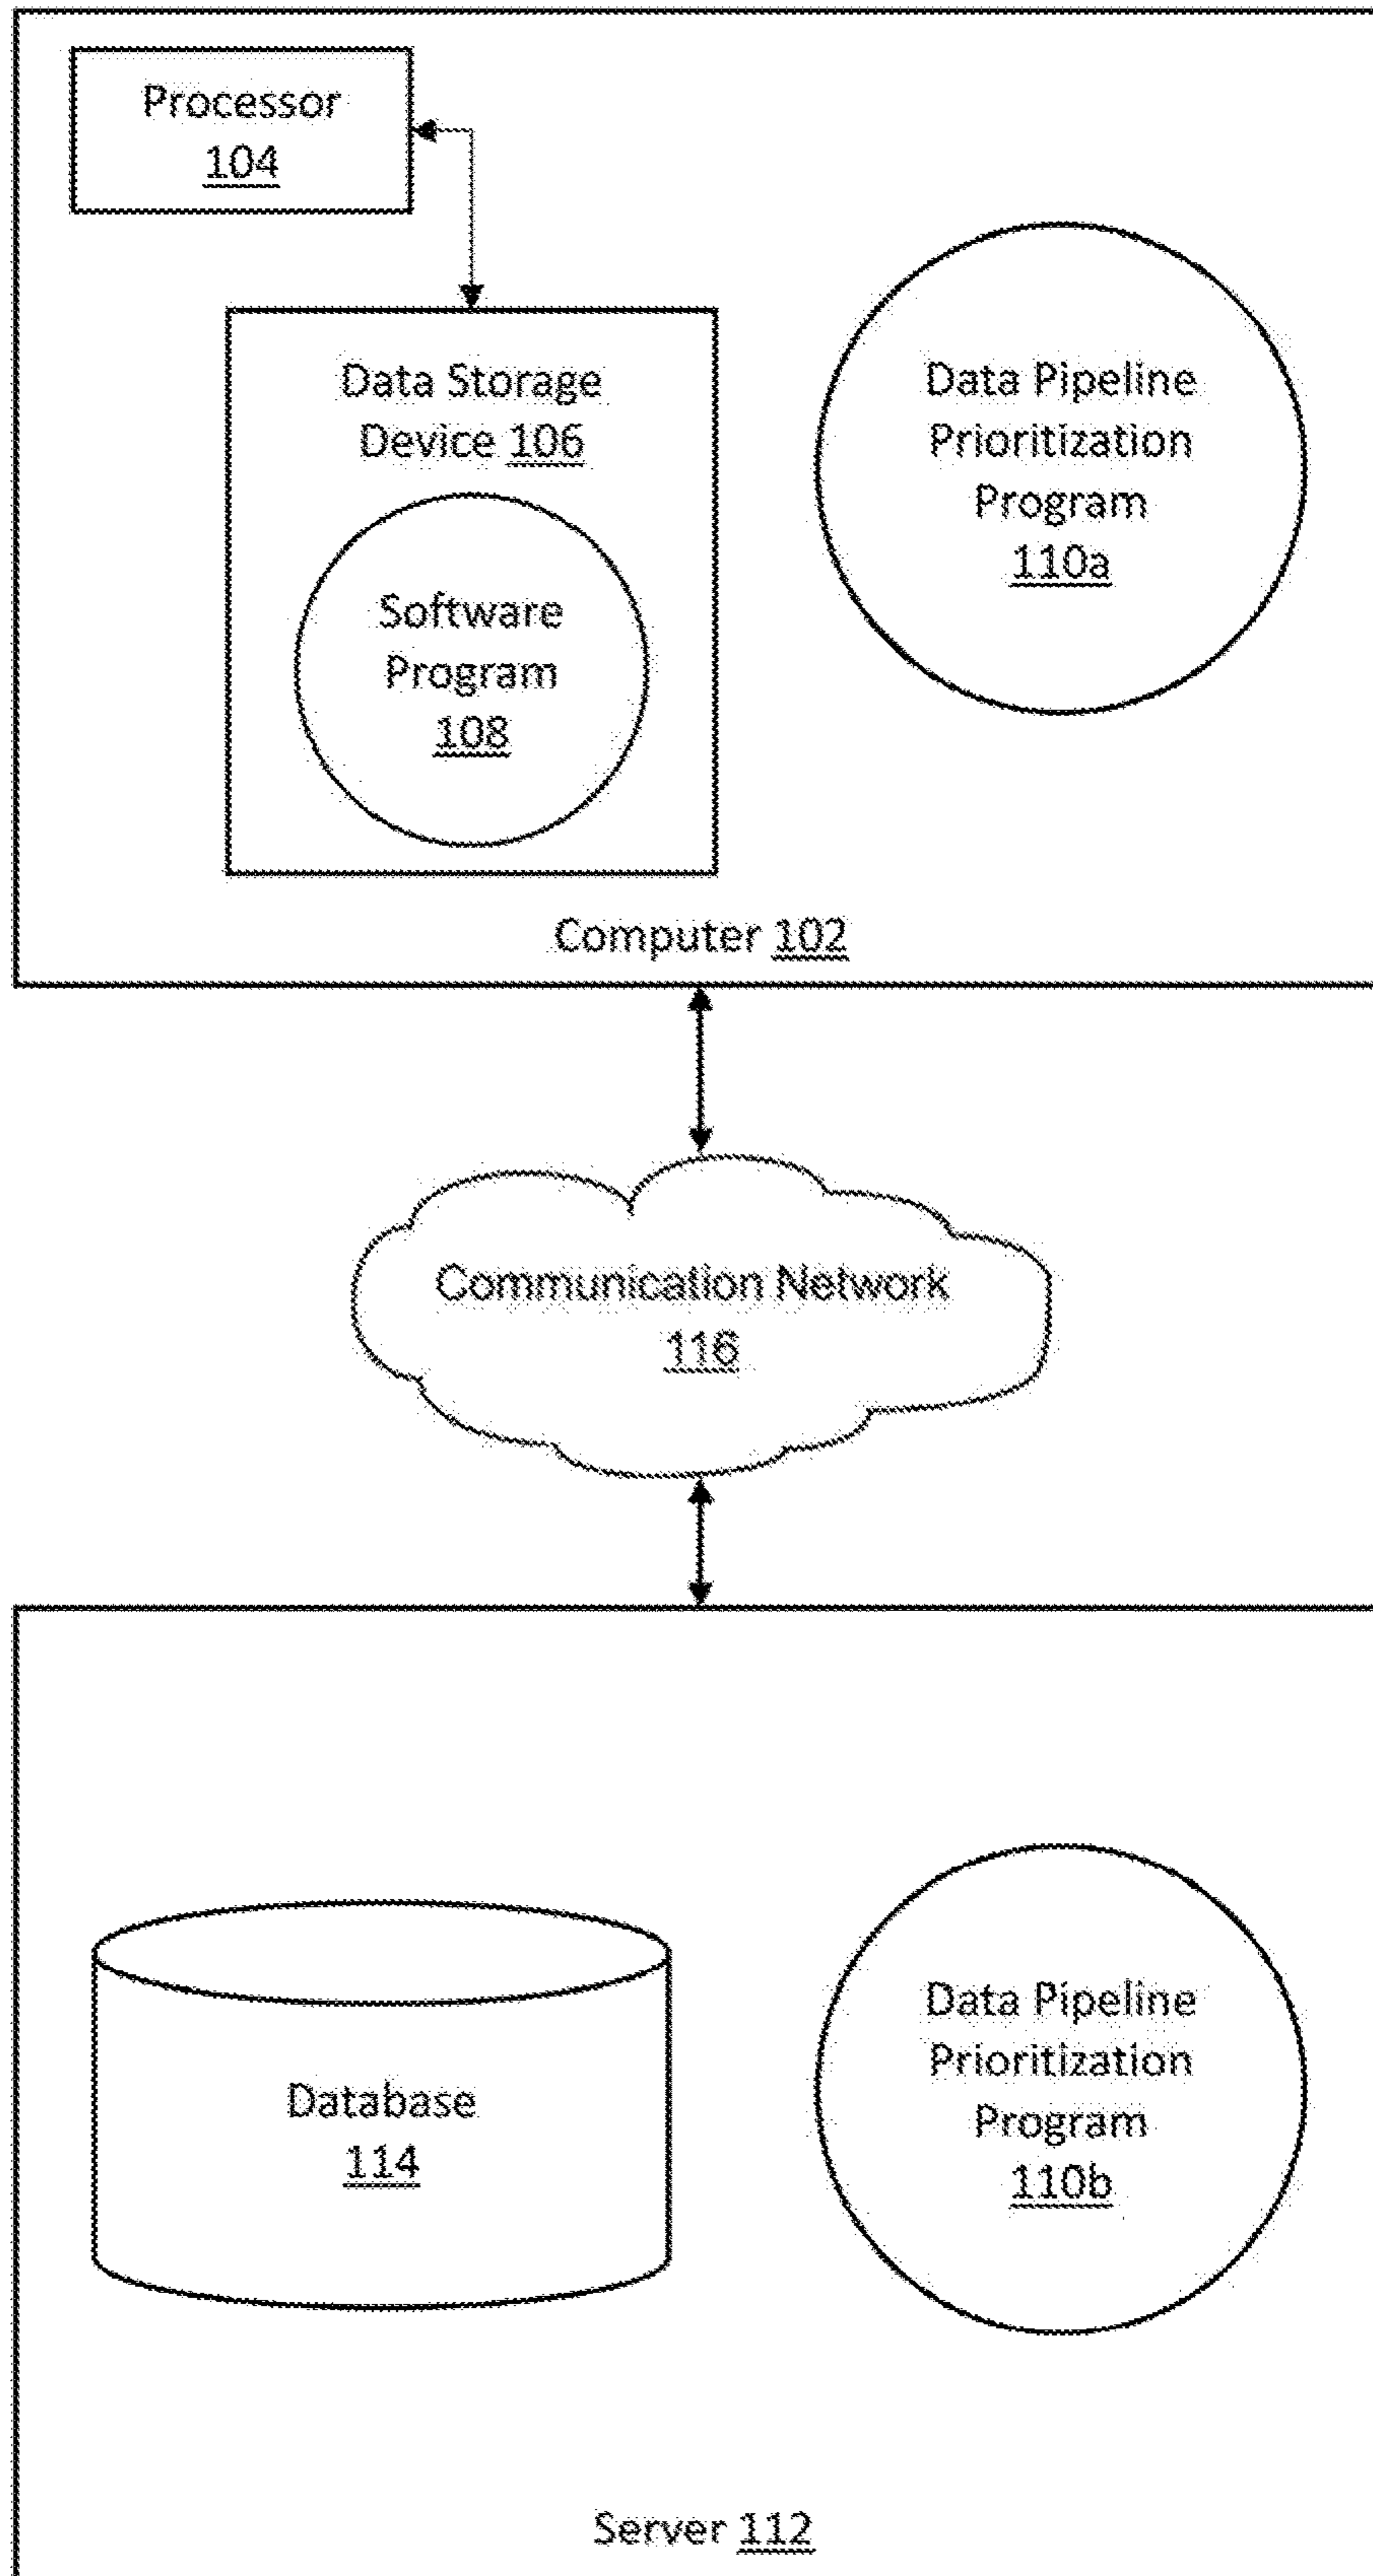 Processor
104
Data Storage
Device 106
Software
Program
108
Data Pipeline
Prioritization
Program
110a
Computer 102
Communication Network
116
Database
114
Data Pipeline
Prioritization
Program
110b
Server 112